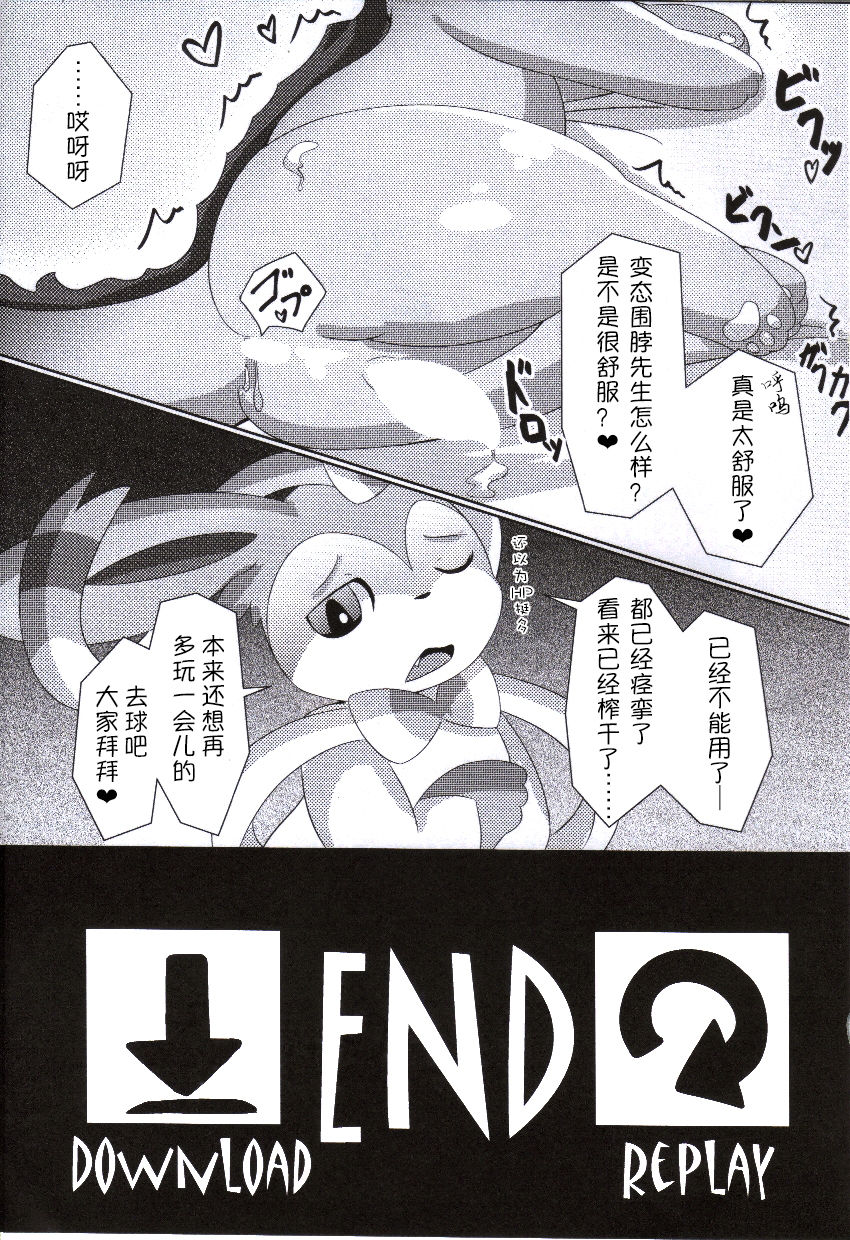 ……哎呀呀
ビクッ
ビクン
ゴプ
ドロッ
ガクガク
变态围脖先生怎么样？
是不是很舒服？♥
呼呜
真是太舒服了♥
还以为HP挺多
已经不能用了—
都已经痉挛了
看来已经榨干了……
本来还想再
多玩一会儿的
去球吧
大家拜拜♥
END
DOWNLOAD
REPLAY